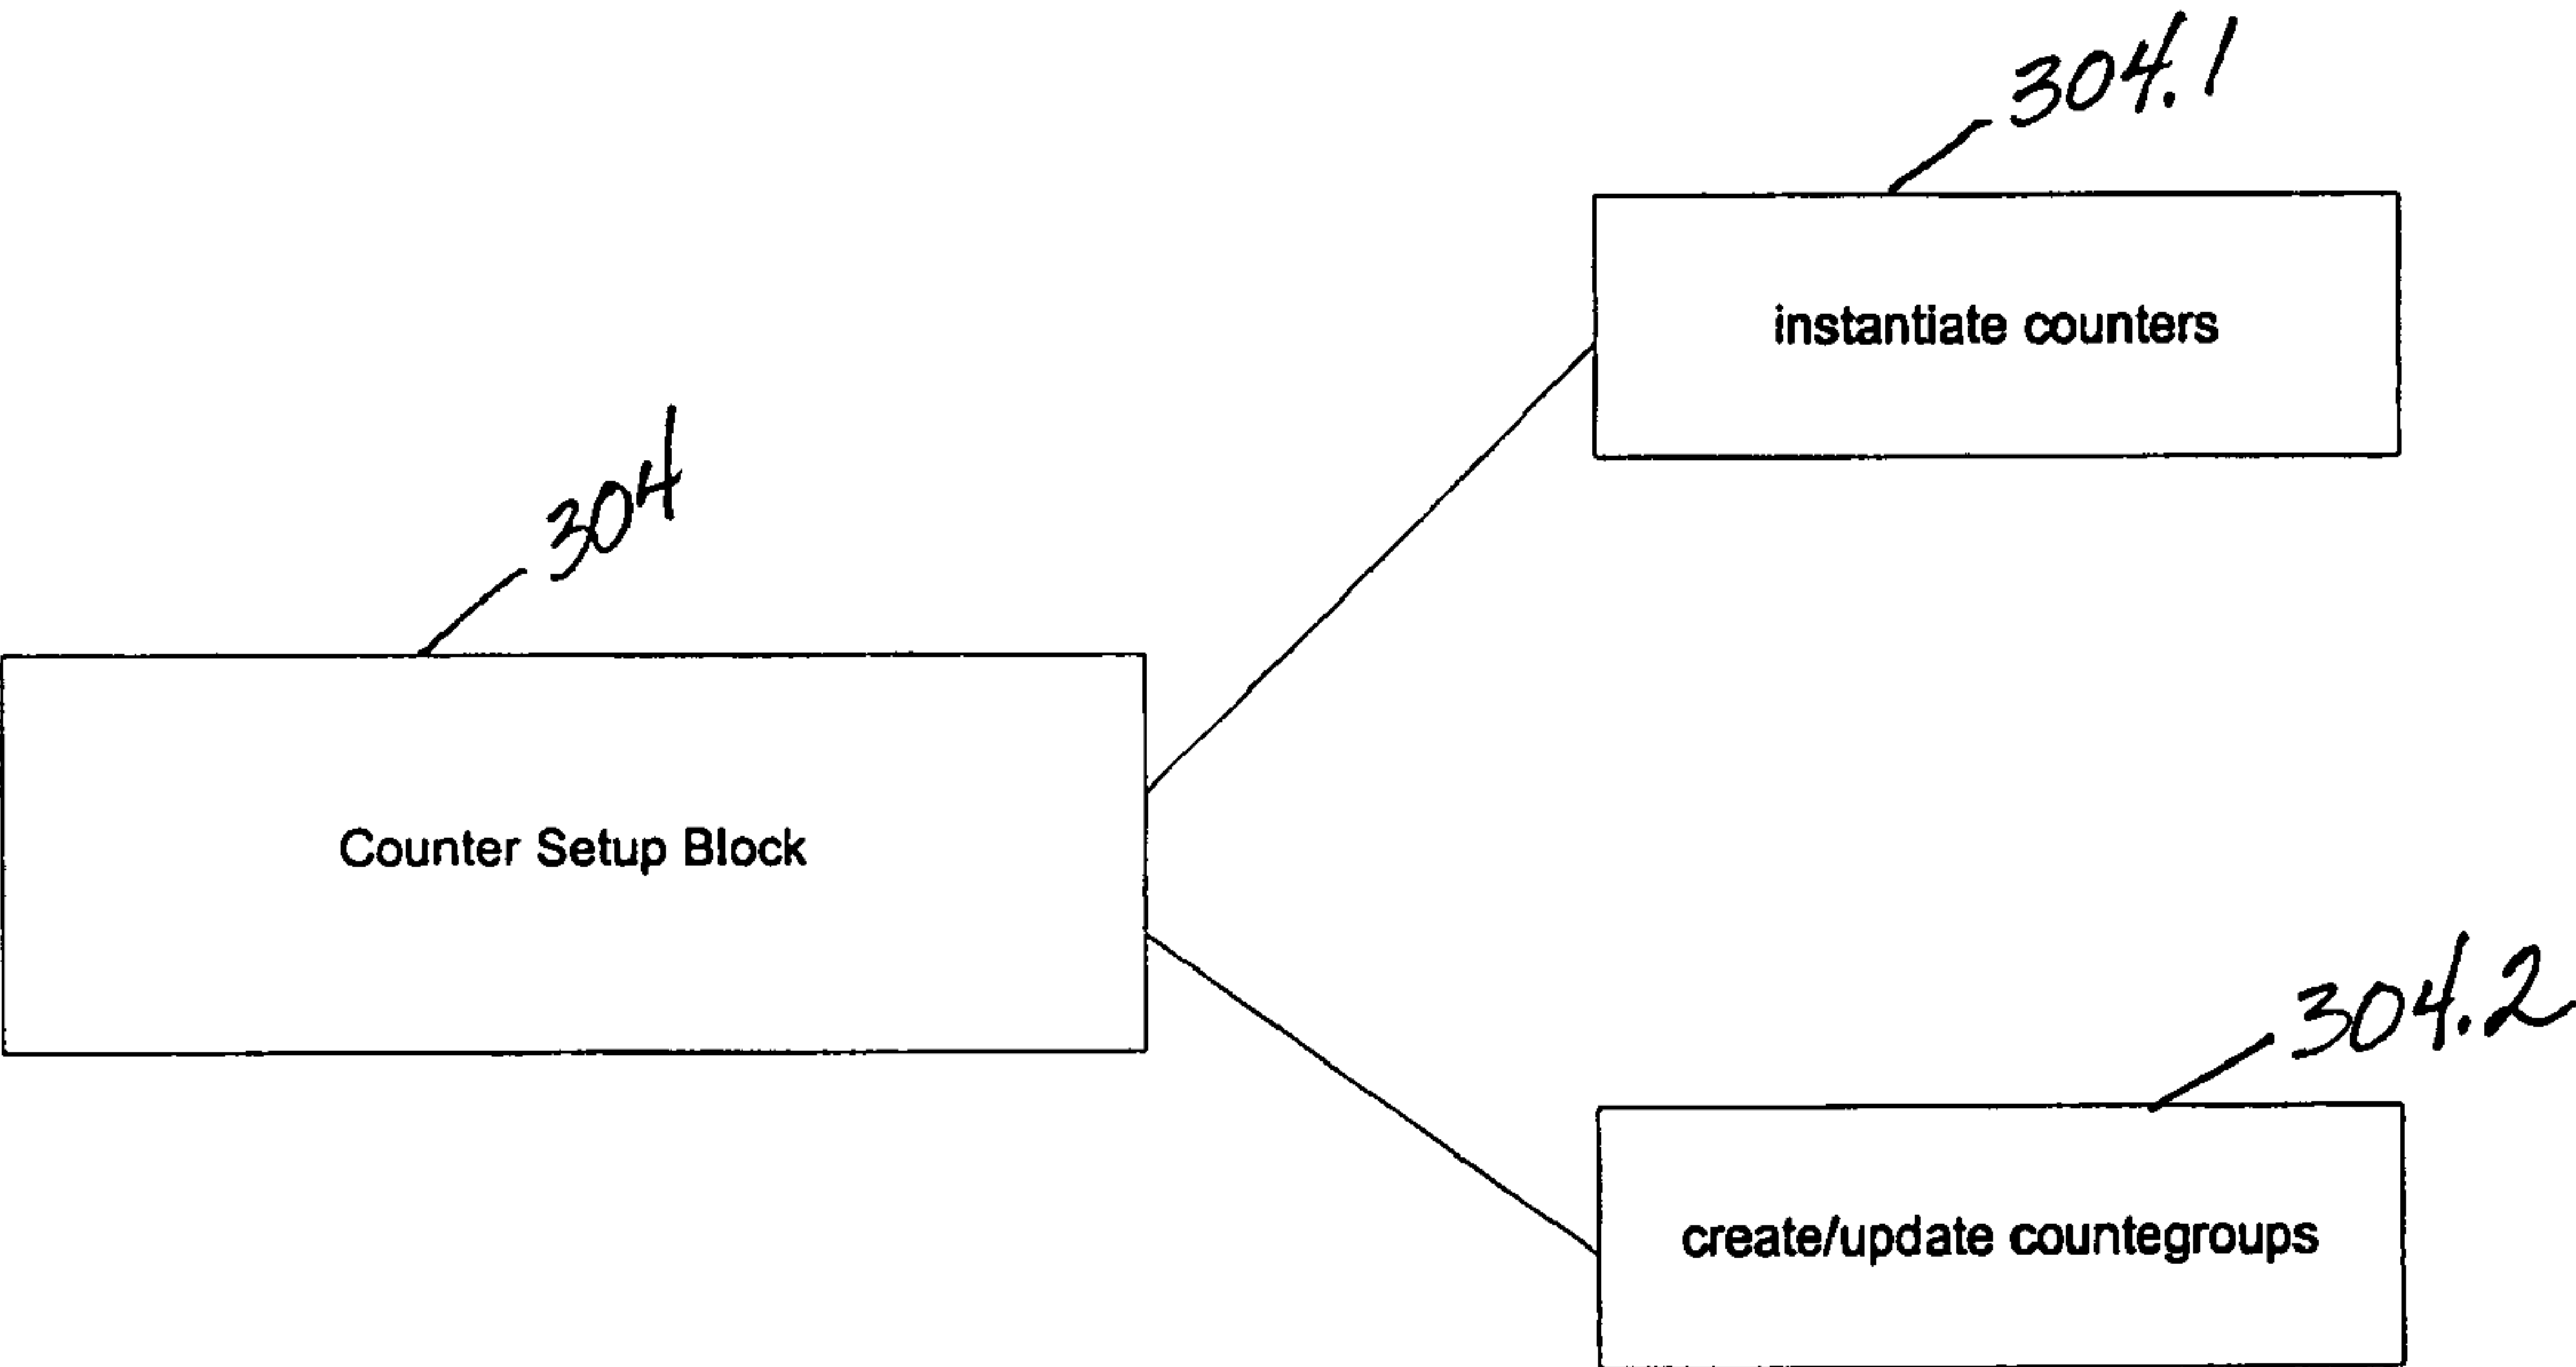 304.1
instantiate counters
304
Counter Setup Block
304.2
create/update countegroups